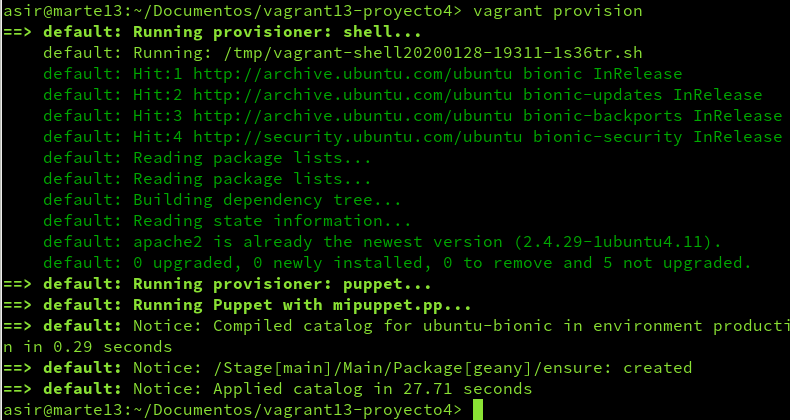 asir@marte13:~/Documentos/vagrant13-proyecto4> vagrant provision
==> default: Running provisioner: shell...
    default: Running: /tmp/vagrant-shell20200128-19311-1s36tr.sh
    default: Hit:1 http://archive.ubuntu.com/ubuntu bionic InRelease
    default: Hit:2 http://archive.ubuntu.com/ubuntu bionic-updates InRelease
    default: Hit:3 http://archive.ubuntu.com/ubuntu bionic-backports InRelease
    default: Hit:4 http://security.ubuntu.com/ubuntu bionic-security InRelease
    default: Reading package lists...
    default: Reading package lists...
    default: Building dependency tree...
    default: Reading state information...
    default: apache2 is already the newest version (2.4.29-1ubuntu4.11).
    default: 0 upgraded, 0 newly installed, 0 to remove and 5 not upgraded.
==> default: Running provisioner: puppet...
==> default: Running Puppet with mipuppet.pp...
==> default: Notice: Compiled catalog for ubuntu-bionic in environment producti
n in 0.29 seconds
==> default: Notice: /Stage[main]/Main/Package[geany]/ensure: created
==> default: Notice: Applied catalog in 27.71 seconds
asir@marte13:~/Documentos/vagrant13-proyecto4>